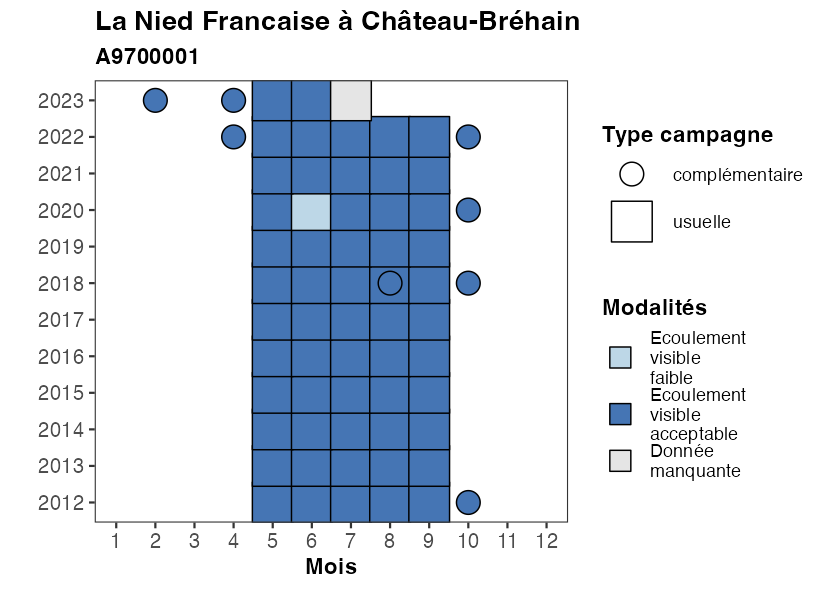 La Nied Francaise à Château-Bréhain
A9700001
2023
2022
2021
2020
2019
2018
2017
2016
2015
2014
2013
2012
1 2 3 4 5 6 7 8 9 10 11 12
Mois
Type campagne
complémentaire
usuelle
Modalités
Ecoulement
visible
faible
Ecoulement
visible
acceptable
Donnée
manquante